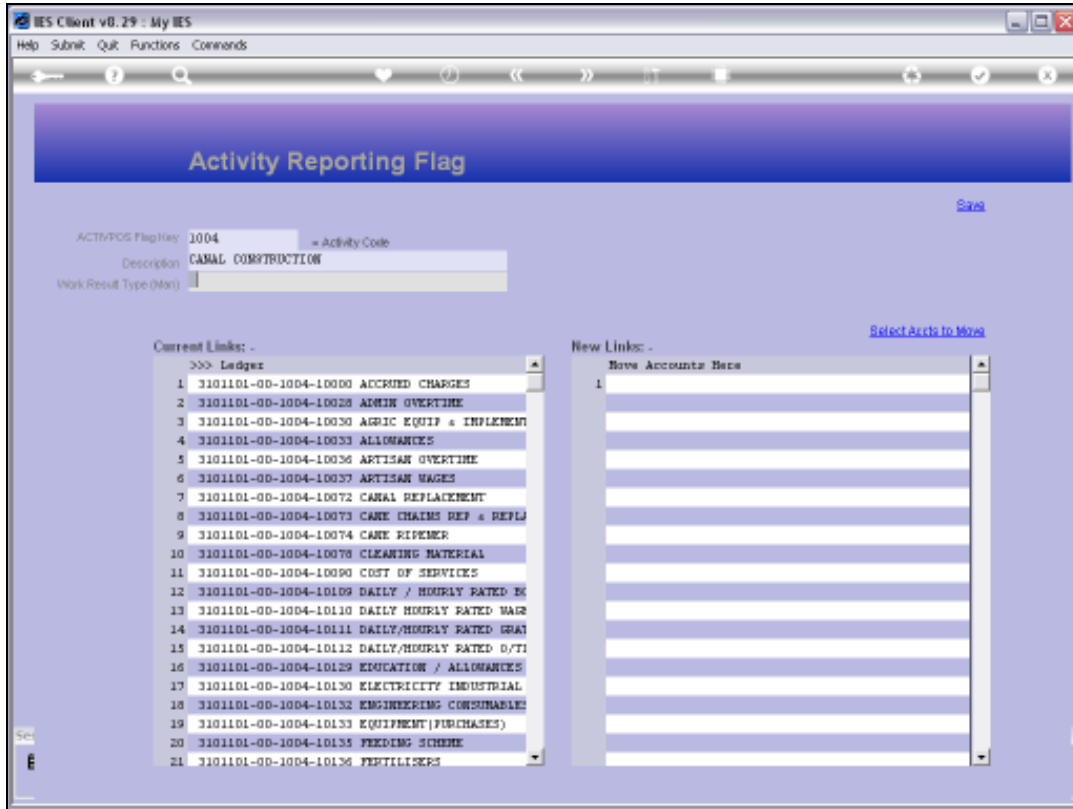 IES Client v8.29 : My IES
Help Submit Quit Functions Commands
Activity Reporting Flag
Save
ACTIVPOS Flag Key 1004 = Activity Code
Description CANAL CONSTRUCTION
Work Result Type (Man)
Select Accts to Move
Current Links: - New Links: -
>>> Ledger Move Accounts Here
1 3101101-00-1004-10000 ACCRUED CHARGES 1
2 3101101-00-1004-10028 ADMIN OVERTIME
3 3101101-00-1004-10030 AGRIC EQUIP & IMPLEMENT
4 3101101-00-1004-10033 ALLOWANCES
5 3101101-00-1004-10036 ARTISAN OVERTIME
6 3101101-00-1004-10037 ARTISAN WAGES
7 3101101-00-1004-10072 CANAL REPLACEMENT
8 3101101-00-1004-10073 CANE CHAINS REP & REPLA
9 3101101-00-1004-10074 CANE RIPENER
10 3101101-00-1004-10078 CLEANING MATERIAL
11 3101101-00-1004-10090 COST OF SERVICES
12 3101101-00-1004-10109 DAILY / HOURLY RATED BO
13 3101101-00-1004-10110 DAILY HOURLY RATED WAGE
14 3101101-00-1004-10111 DAILY/HOURLY RATED GRAT
15 3101101-00-1004-10112 DAILY/HOURLY RATED O/TI
16 3101101-00-1004-10129 EDUCATION / ALLOWANCES
17 3101101-00-1004-10130 ELECTRICITY INDUSTRIAL
18 3101101-00-1004-10132 ENGINEERING CONSUMABLES
19 3101101-00-1004-10133 EQUIPMENT(PURCHASES)
20 3101101-00-1004-10135 FEEDING SCHEME
21 3101101-00-1004-10136 FERTILISERS